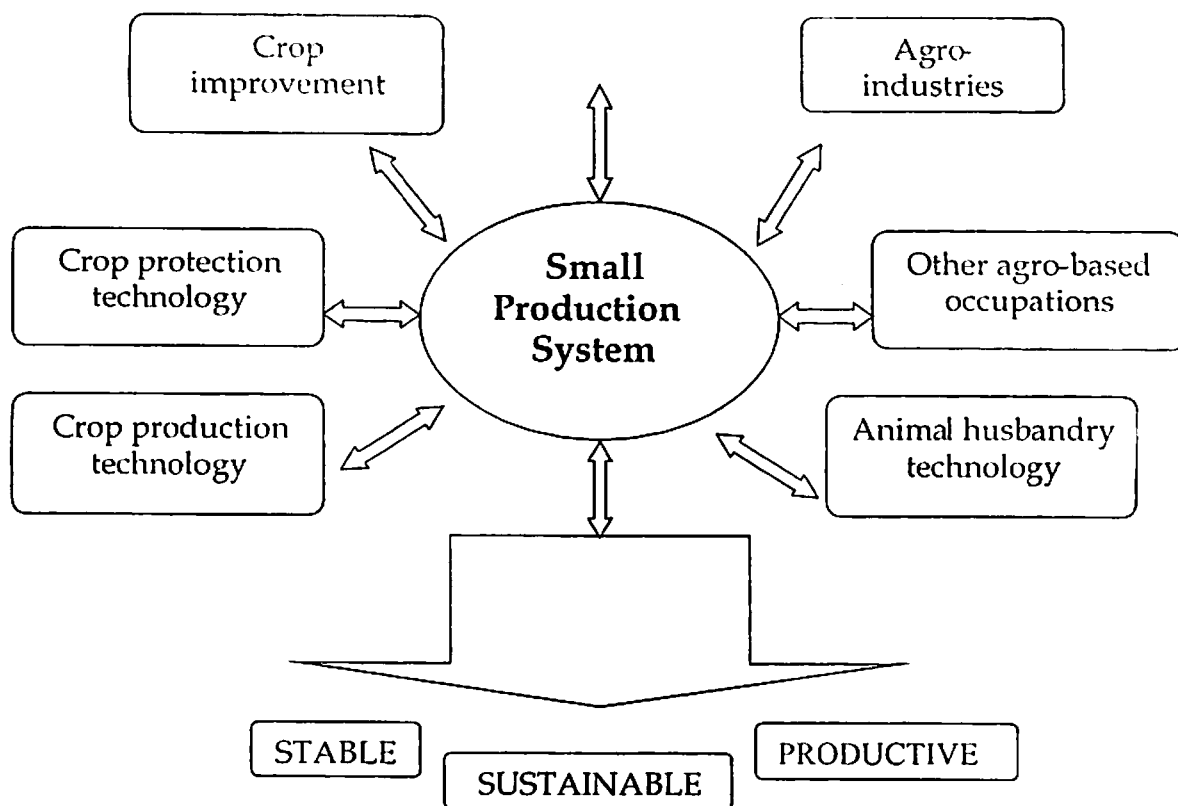 Crop
improvement
Agro-
industries
Crop protection
technology
Small
Production
System
Other agro-based
occupations
Crop production
technology
Animal husbandry
technology
STABLE
SUSTAINABLE
PRODUCTIVE